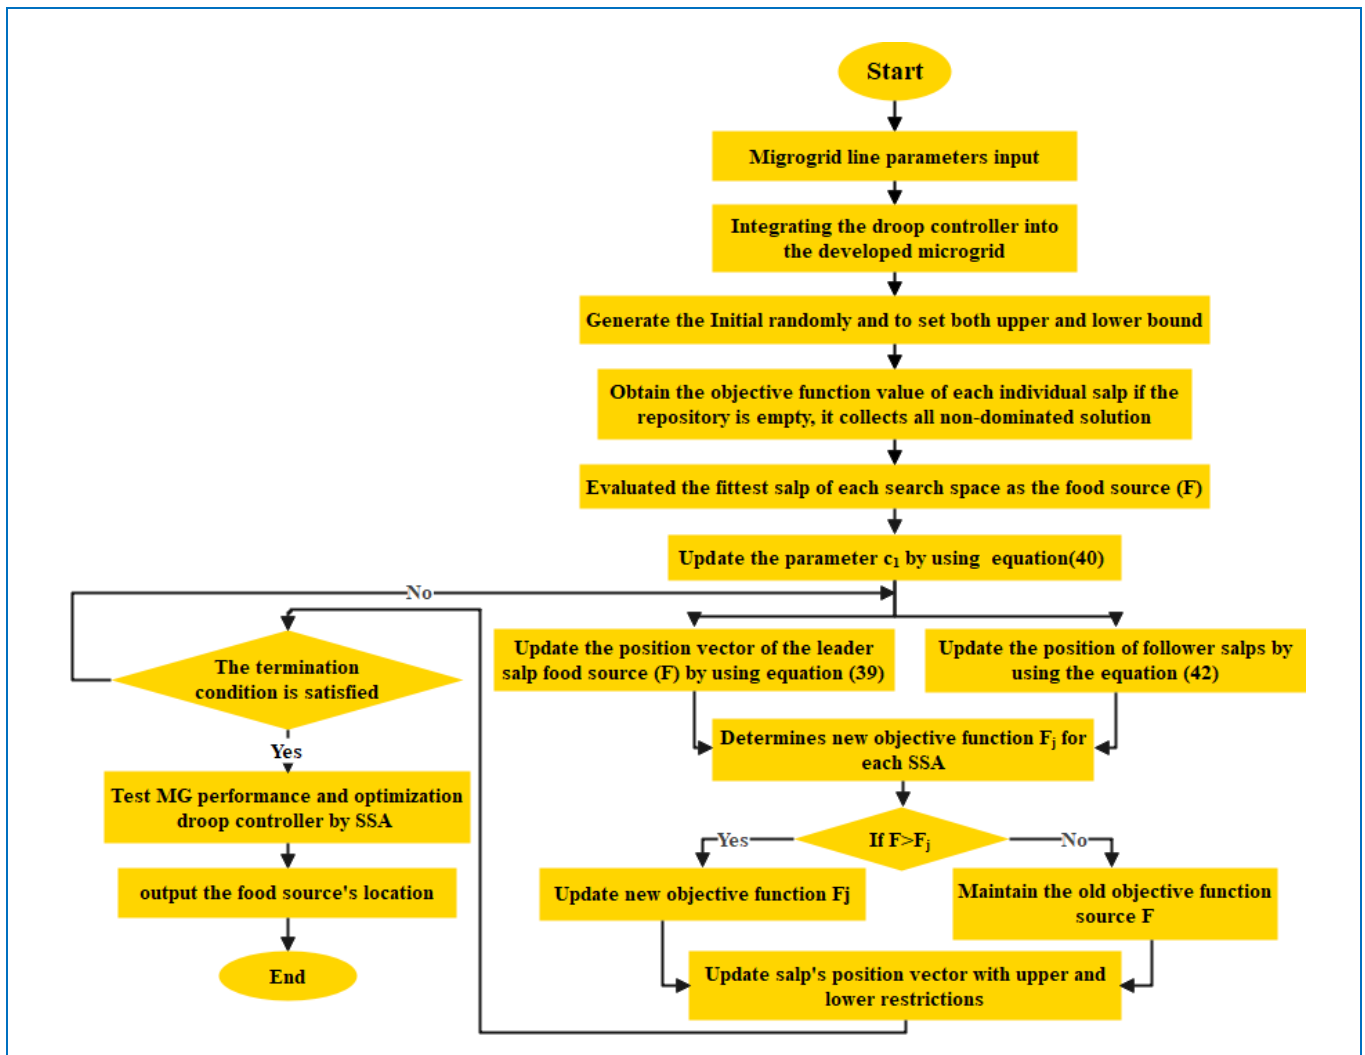 Start
Migrogrid line parameters input
Integrating the droop controller into
the developed microgrid
Generate the Initial randomly and to set both upper and lower bound
Obtain the objective function value of each individual salp if the
repository is empty, it collects all non-dominated solution
Evaluated the fittest salp of each search space as the food source (F)
Update the parameter c₁ by using equation(40)
No
Update the position vector of the leader
salp food source (F) by using equation (39)
Update the position of follower salps by
using the equation (42)
The termination
condition is satisfied
Determines new objective function Fⱼ for
each SSA
Yes
Test MG performance and optimization
droop controller by SSA
If F>Fⱼ
Yes
No
output the food source's location
Update new objective function Fj
Maintain the old objective function
source F
End
Update salp's position vector with upper and
lower restrictions